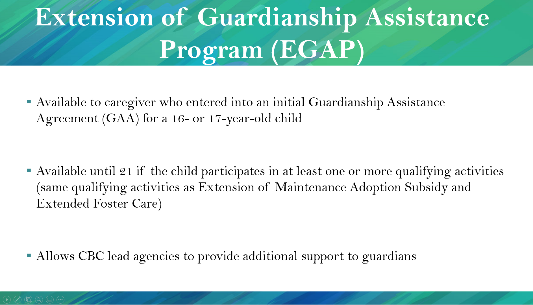 Extension of Guardianship Assistance
Program (EGAP)
▪ Available to caregiver who entered into an initial Guardianship Assistance
Agreement (GAA) for a 16- or 17-year-old child
▪ Available until 21 if the child participates in at least one or more qualifying activities
(same qualifying activities as Extension of Maintenance Adoption Subsidy and
Extended Foster Care)
▪ Allows CBC lead agencies to provide additional support to guardians